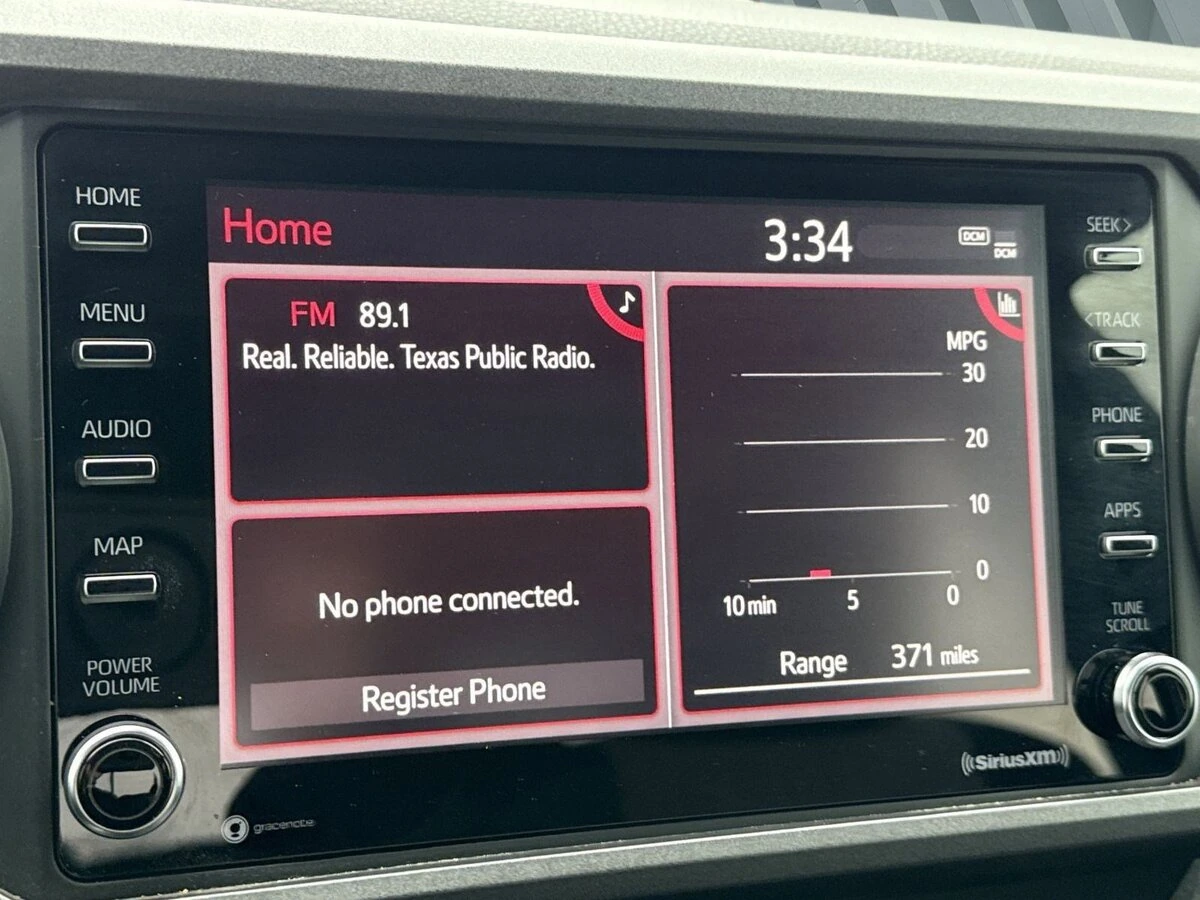 HOME
MENU
AUDIO
MAP
POWER
VOLUME
Home
3:34
DCM
DCM
FM 89.1
Real. Reliable. Texas Public Radio.
No phone connected.
Register Phone
MPG
30
20
10
0
10 min 5 0
Range 371 miles
SEEK>
<TRACK
PHONE
APPS
TUNE
SCROLL
g gracenote
((SiriusXM))